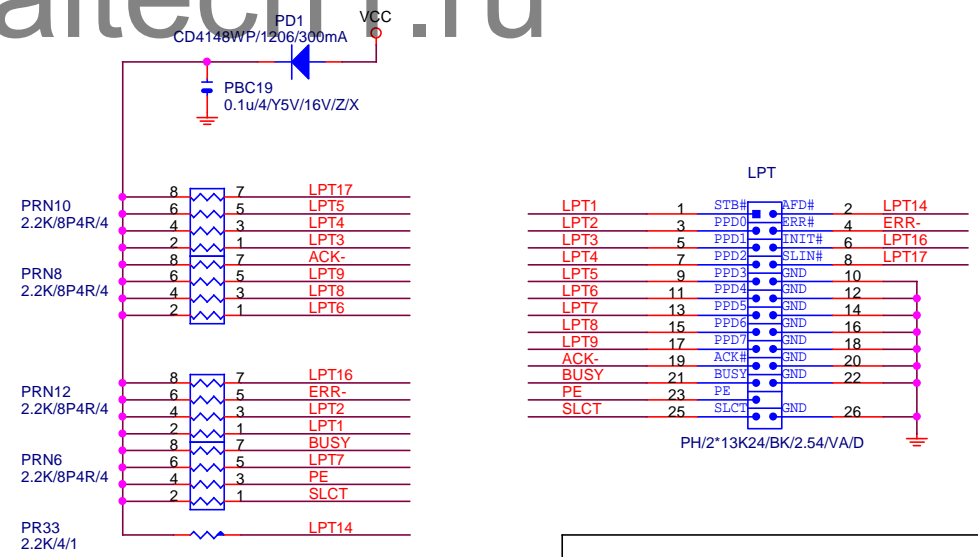 altech1.ru
PD1
VCC
CD4148WP/1206/300mA
PBC19
0.1u/4/Y5V/16V/Z/X
PRN10
2.2K/8P4R/4
8 7 LPT17
6 5 LPT5
4 3 LPT4
2 1 LPT3
PRN8
2.2K/8P4R/4
8 7 ACK-
6 5 LPT9
4 3 LPT8
2 1 LPT6
PRN12
2.2K/8P4R/4
8 7 LPT16
6 5 ERR-
4 3 LPT2
2 1 LPT1
PRN6
2.2K/8P4R/4
8 7 BUSY
6 5 LPT7
4 3 PE
2 1 SLCT
PR33
2.2K/4/1
LPT14
LPT
LPT1 1 STB# AFD# 2 LPT14
LPT2 3 PPD0 ERR# 4 ERR-
LPT3 5 PPD1 INIT# 6 LPT16
LPT4 7 PPD2 SLIN# 8 LPT17
LPT5 9 PPD3 GND 10
LPT6 11 PPD4 GND 12
LPT7 13 PPD5 GND 14
LPT8 15 PPD6 GND 16
LPT9 17 PPD7 GND 18
ACK- 19 ACK# GND 20
BUSY 21 BUSY GND 22
PE 23 PE
SLCT 25 SLCT GND 26
PH/2*13K24/BK/2.54/VA/D